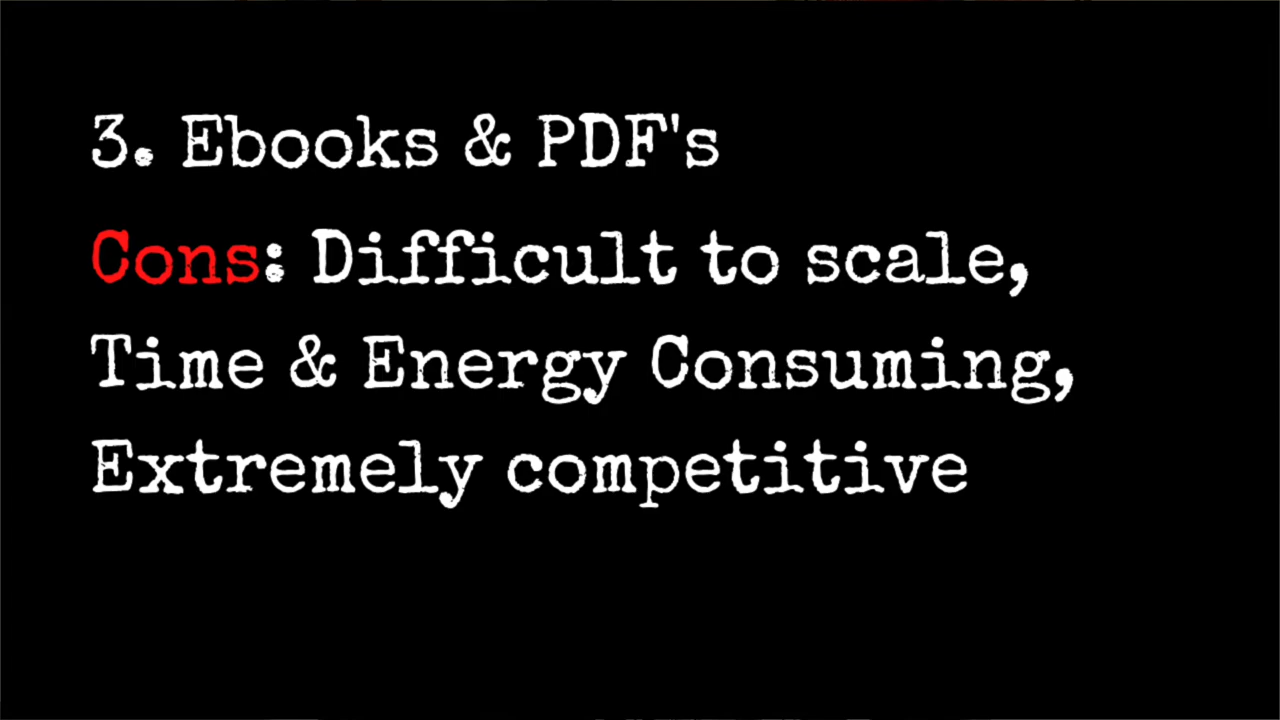 3. Ebooks & PDF's
Cons: Difficult to scale,
Time & Energy Consuming,
Extremely competitive